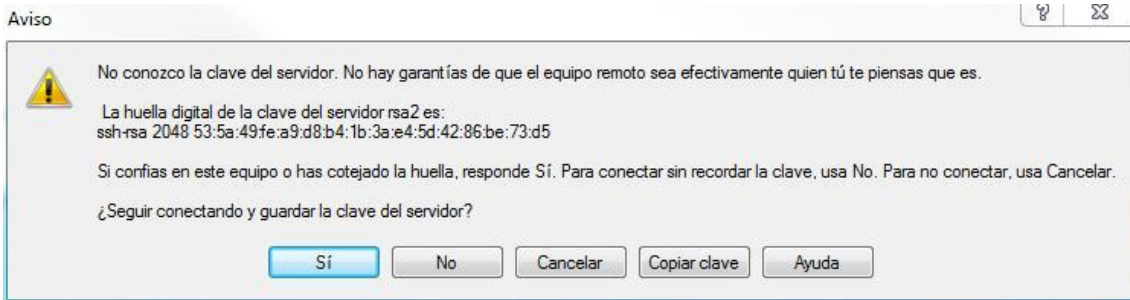 Aviso
No conozco la clave del servidor. No hay garantías de que el equipo remoto sea efectivamente quien tú te piensas que es.
La huella digital de la clave del servidor rsa2 es:
ssh-rsa 2048 53:5a:49:fe:a9:d8:b4:1b:3a:e4:5d:42:86:be:73:d5
Si confias en este equipo o has cotejado la huella, responde Sí. Para conectar sin recordar la clave, usa No. Para no conectar, usa Cancelar.
¿Seguir conectando y guardar la clave del servidor?
Sí No Cancelar Copiar clave Ayuda